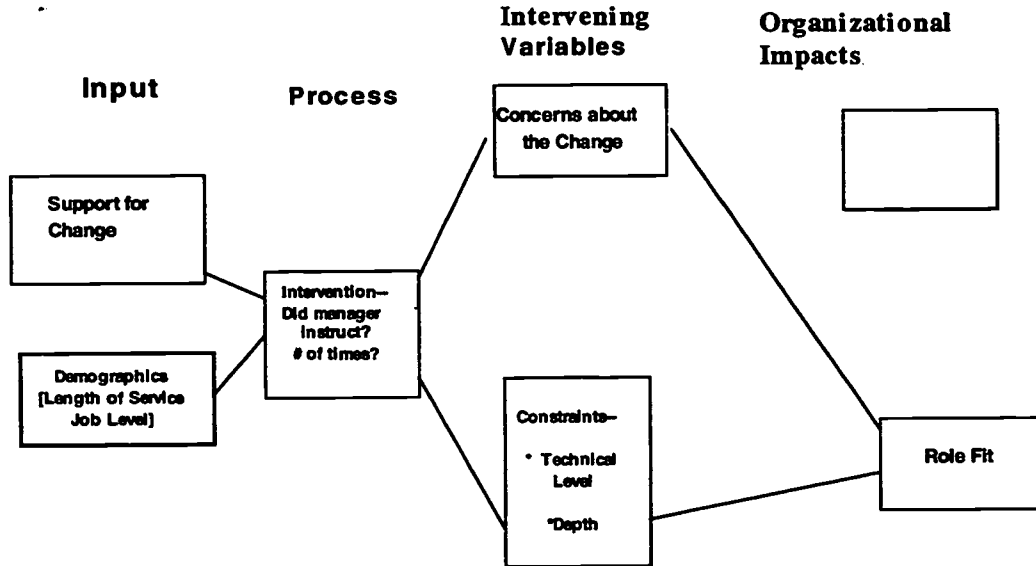 Input
Process
Intervening
Variables
Organizational
Impacts
Support for
Change
Demographics
[Length of Service
Job Level]
Intervention—
Did manager
instruct?
# of times?
Concerns about
the Change
Constraints—
* Technical
Level
*Depth
Role Fit